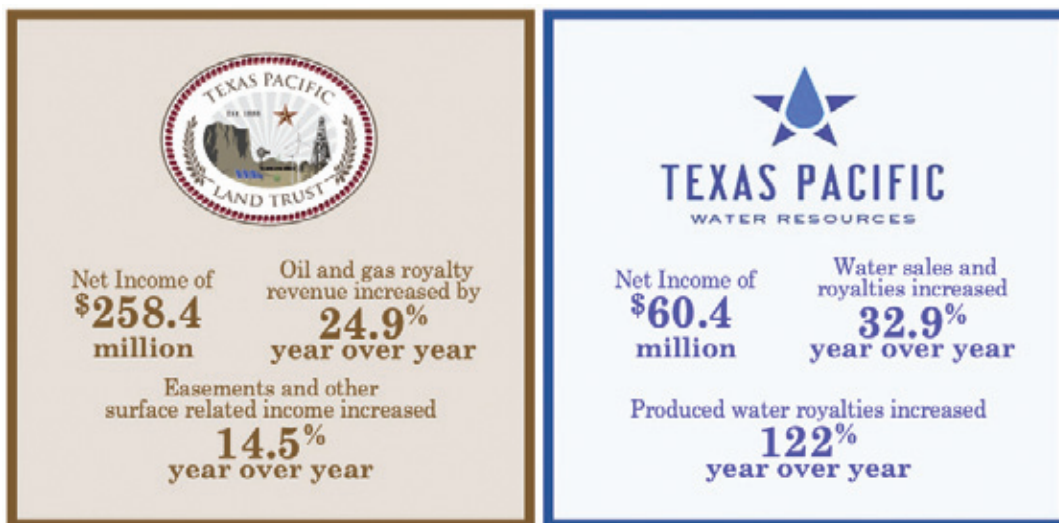 TEXAS PACIFIC
EST. 1888
LAND TRUST
Net Income of
$258.4
million
Oil and gas royalty
revenue increased by
24.9%
year over year
Easements and other
surface related income increased
14.5%
year over year
TEXAS PACIFIC
WATER RESOURCES
Net Income of
$60.4
million
Water sales and
royalties increased
32.9%
year over year
Produced water royalties increased
122%
year over year